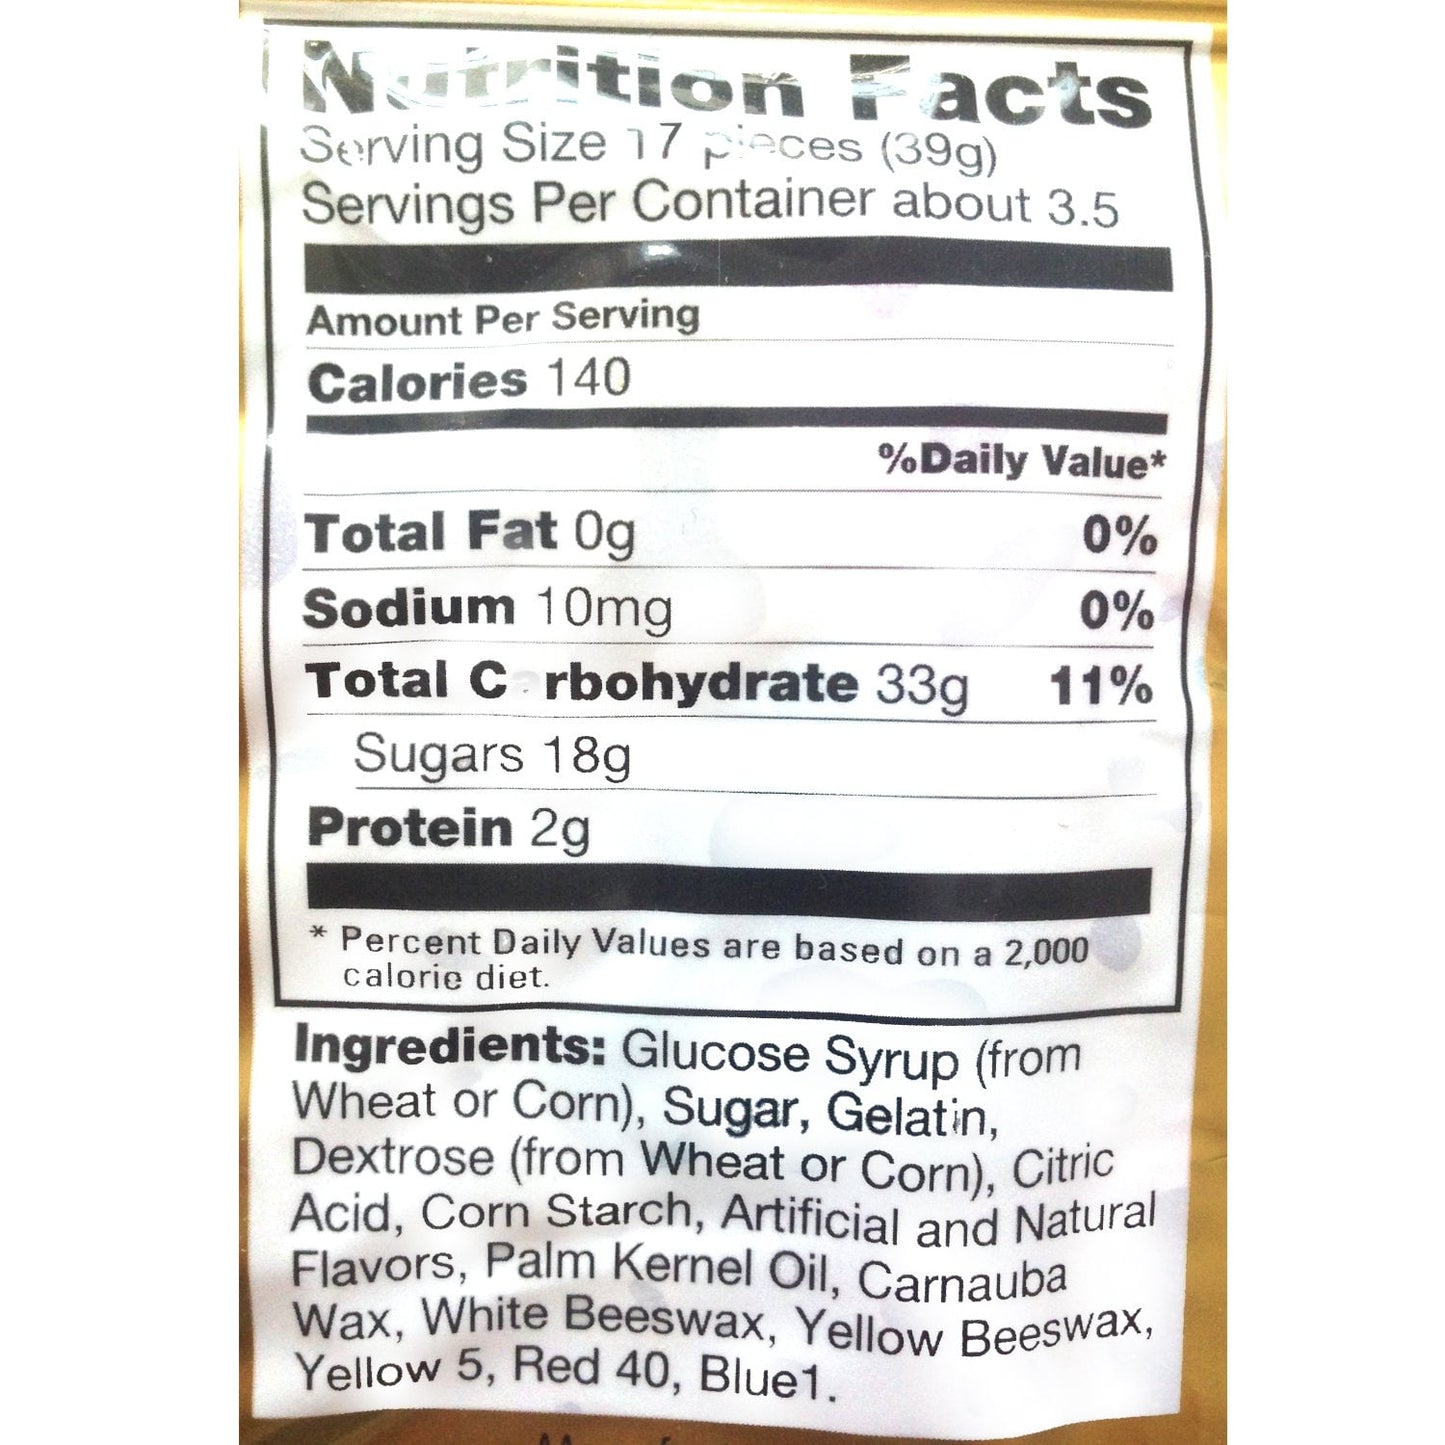 Nutrition Facts
Serving Size 17 pieces (39g)
Servings Per Container about 3.5
Amount Per Serving
Calories 140
%Daily Value*
Total Fat 0g 0%
Sodium 10mg 0%
Total Carbohydrate 33g 11%
Sugars 18g
Protein 2g
* Percent Daily Values are based on a 2,000
calorie diet.
Ingredients: Glucose Syrup (from
Wheat or Corn), Sugar, Gelatin,
Dextrose (from Wheat or Corn), Citric
Acid, Corn Starch, Artificial and Natural
Flavors, Palm Kernel Oil, Carnauba
Wax, White Beeswax, Yellow Beeswax,
Yellow 5, Red 40, Blue1.